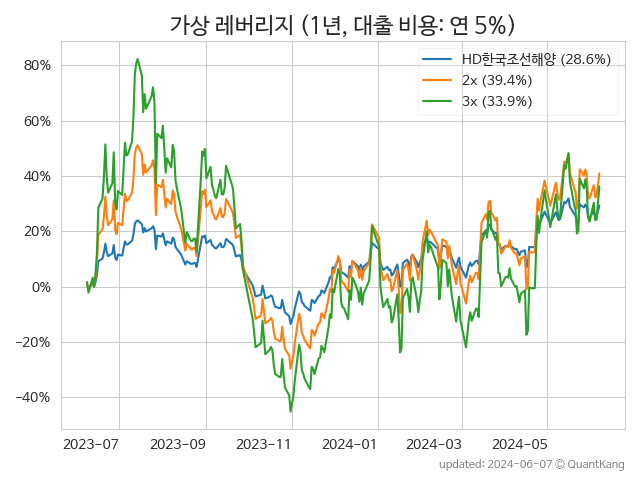 가상 레버리지 (1년, 대출 비용: 연 5%)
HD한국조선해양 (28.6%)
2x (39.4%)
3x (33.9%)
80%
60%
40%
20%
0%
−20%
−40%
2023-07
2023-09
2023-11
2024-01
2024-03
2024-05
updated: 2024-06-07 © QuantKang